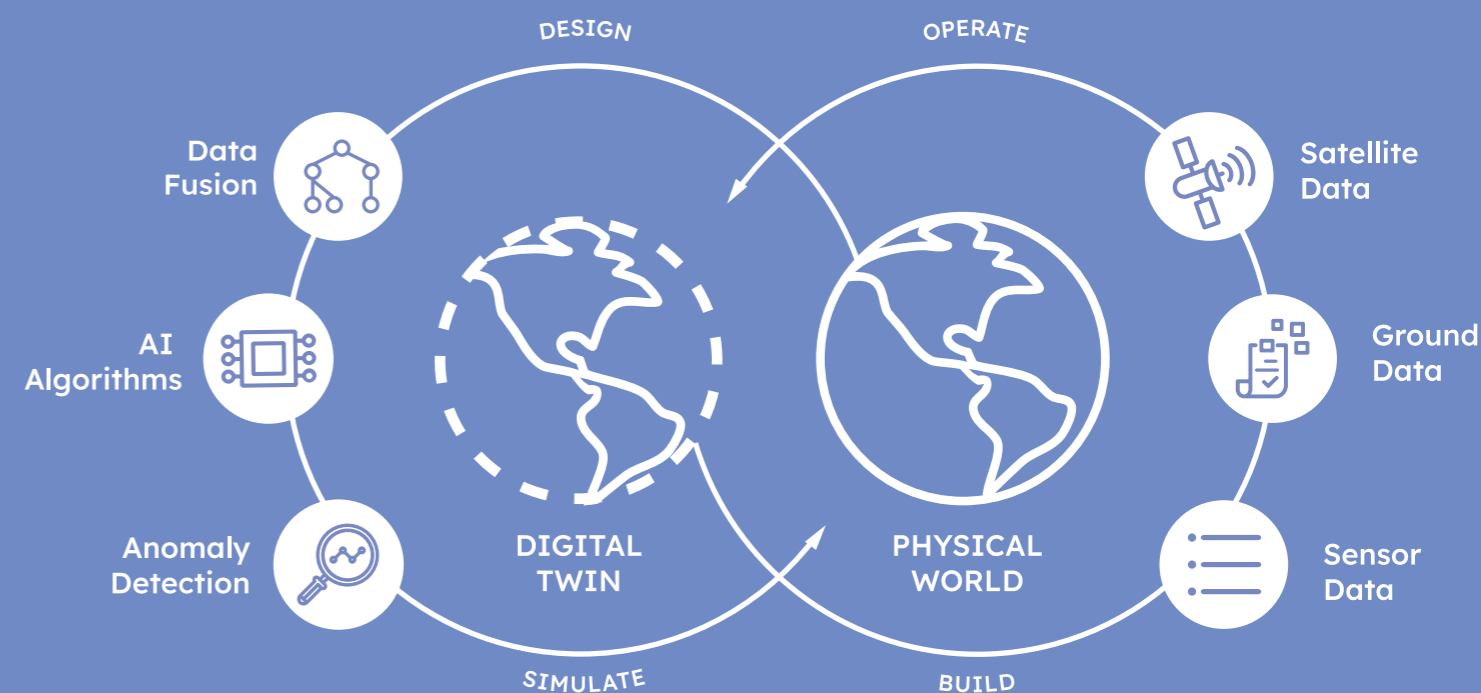 DESIGN
OPERATE
Data
Fusion
Satellite
Data
AI
Algorithms
Ground
Data
Anomaly
Detection
DIGITAL
TWIN
PHYSICAL
WORLD
Sensor
Data
SIMULATE
BUILD